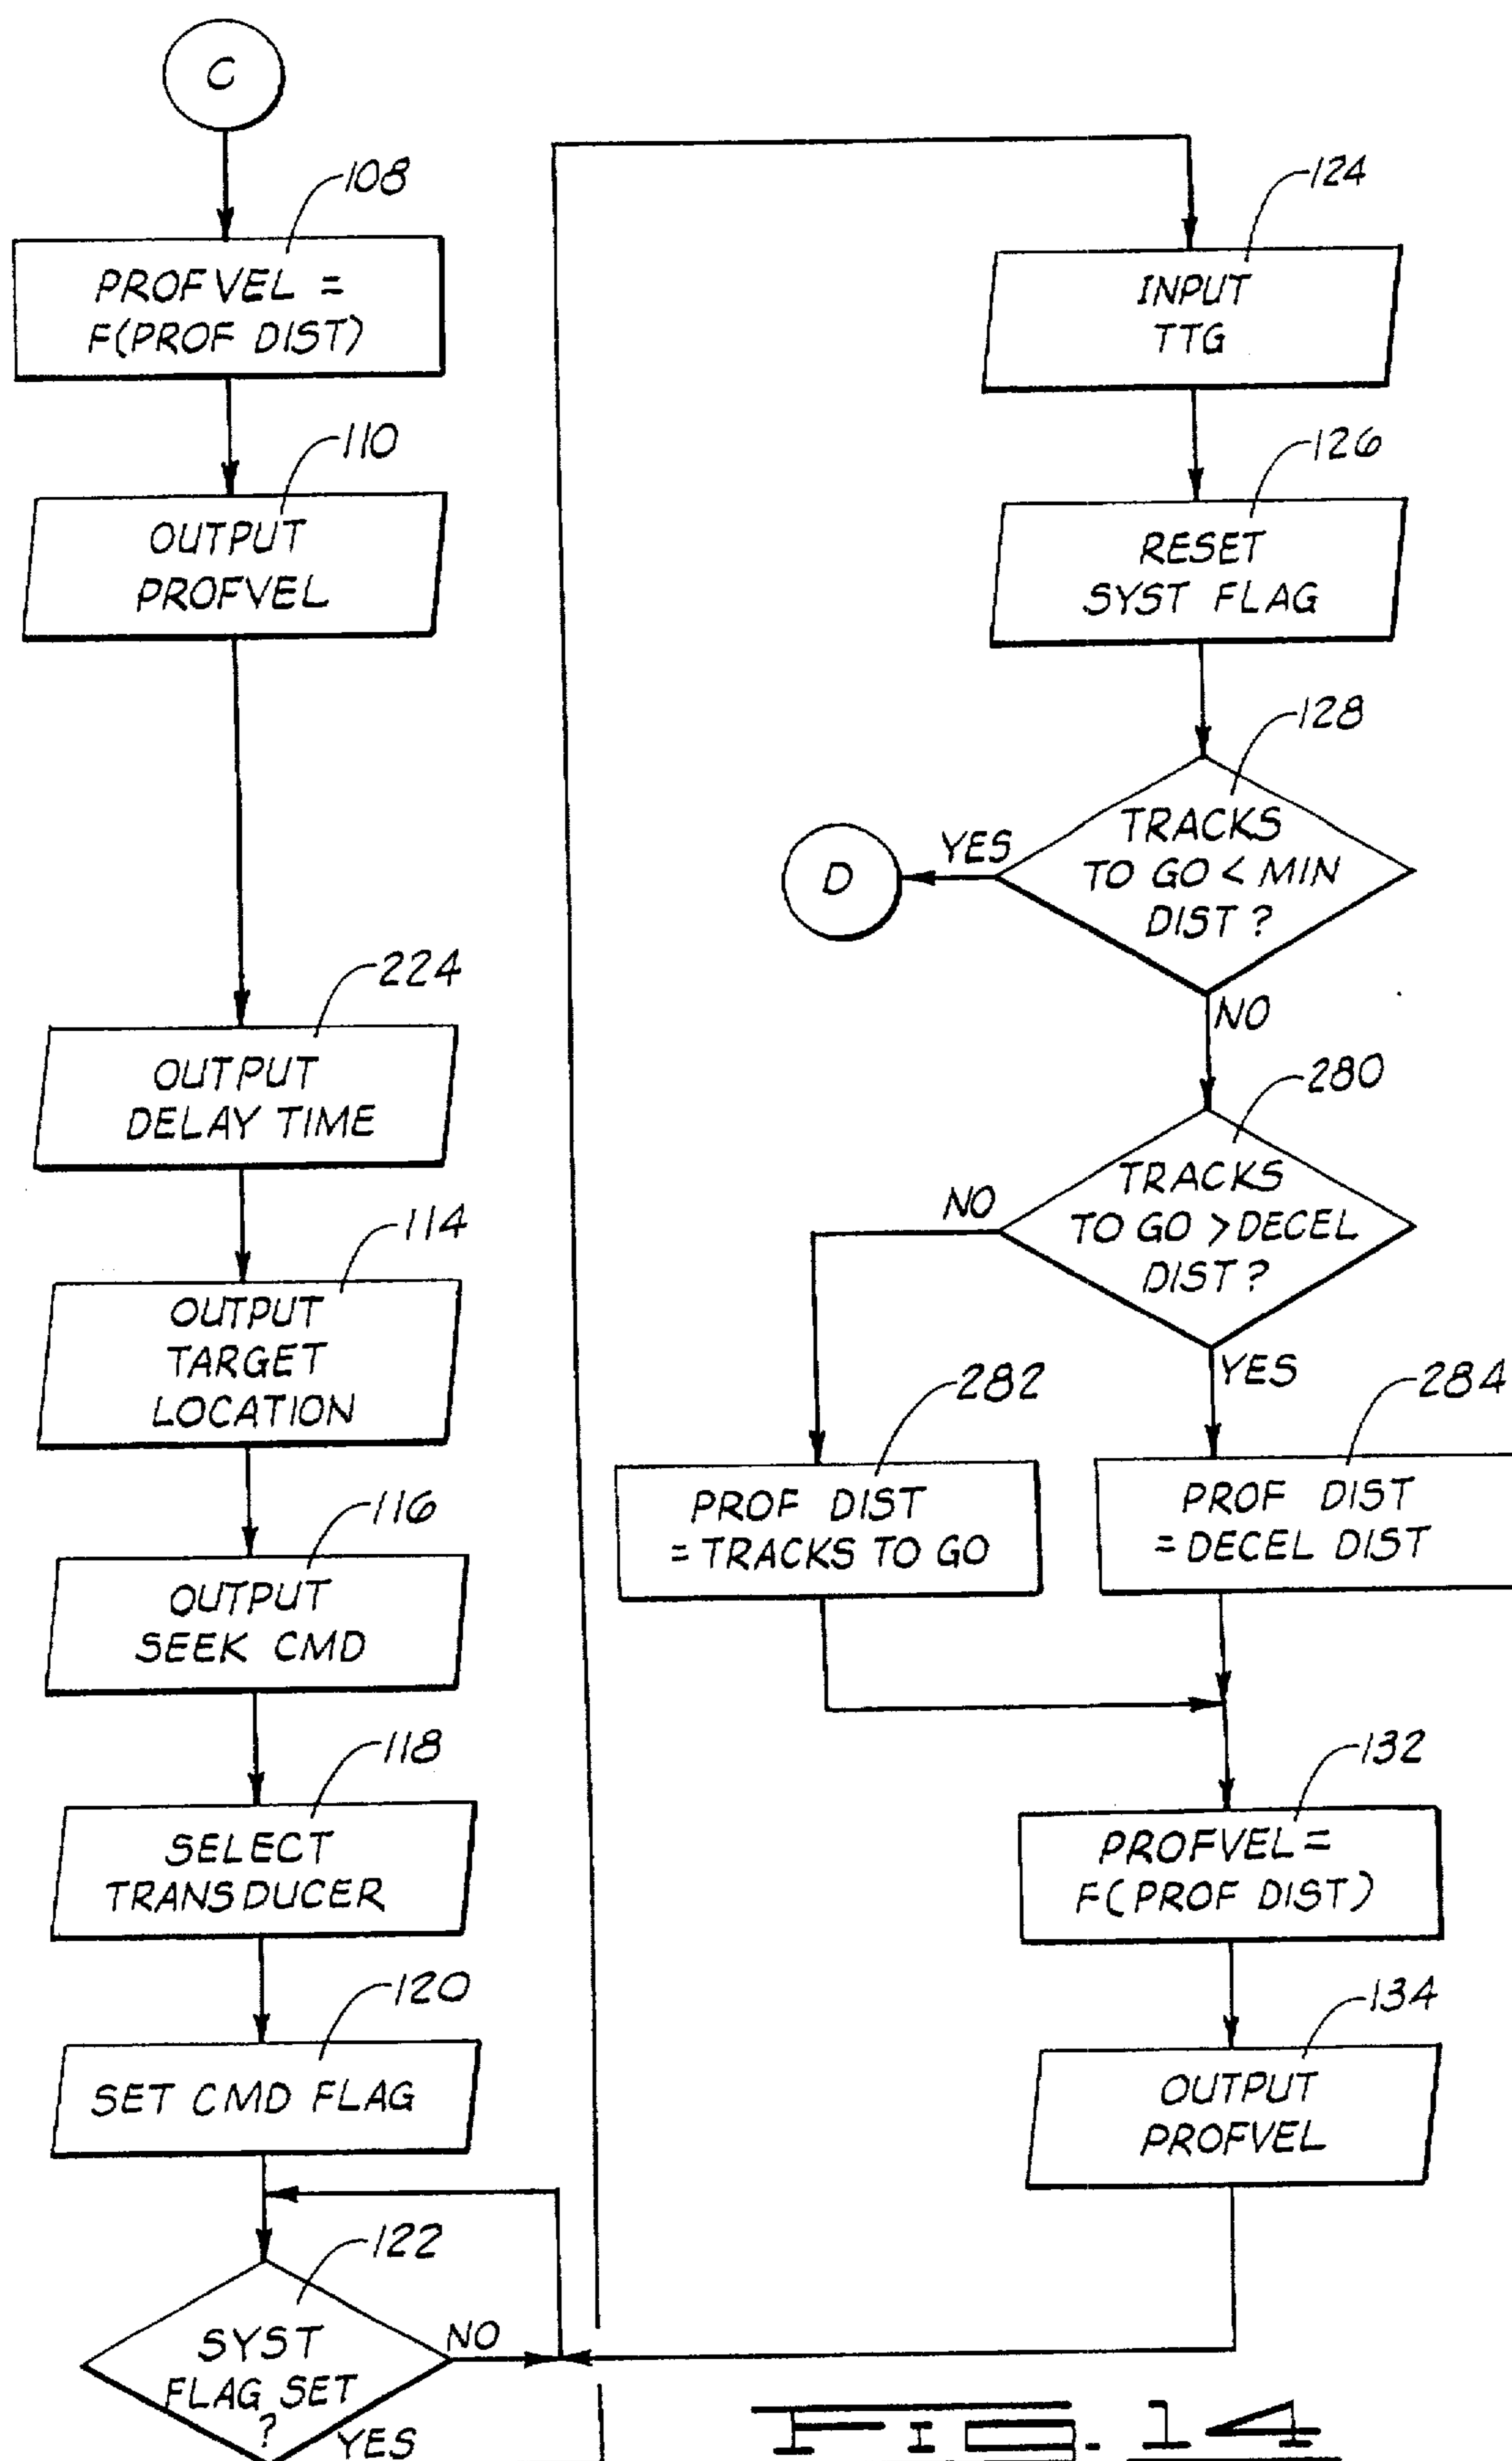 C
108
PROFVEL =
F(PROF DIST)
110
OUTPUT
PROFVEL
224
OUTPUT
DELAY TIME
114
OUTPUT
TARGET
LOCATION
116
OUTPUT
SEEK CMD
118
SELECT
TRANSDUCER
120
SET CMD FLAG
122
SYST
FLAG SET
?
NO
YES
124
INPUT
TTG
126
RESET
SYST FLAG
128
TRACKS
TO GO < MIN
DIST ?
YES
D
NO
280
TRACKS
TO GO > DECEL
DIST ?
NO
YES
282
PROF DIST
= TRACKS TO GO
284
PROF DIST
= DECEL DIST
132
PROFVEL =
F(PROF DIST)
134
OUTPUT
PROFVEL
FIG. 14